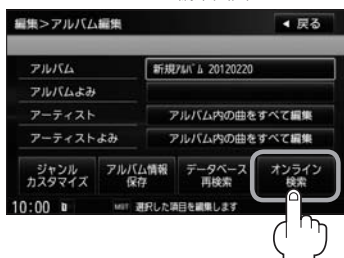 編集>アルバム編集
◀ 戻る
アルバム
新規ｱﾙﾊﾞﾑ 20120220
アルバムよみ
アーティスト
アルバム内の曲をすべて編集
アーティストよみ
アルバム内の曲をすべて編集
ジャンル
カスタマイズ
アルバム情報
保存
データベース
再検索
オンライン
検索
10:00
MST 選択した項目を編集します